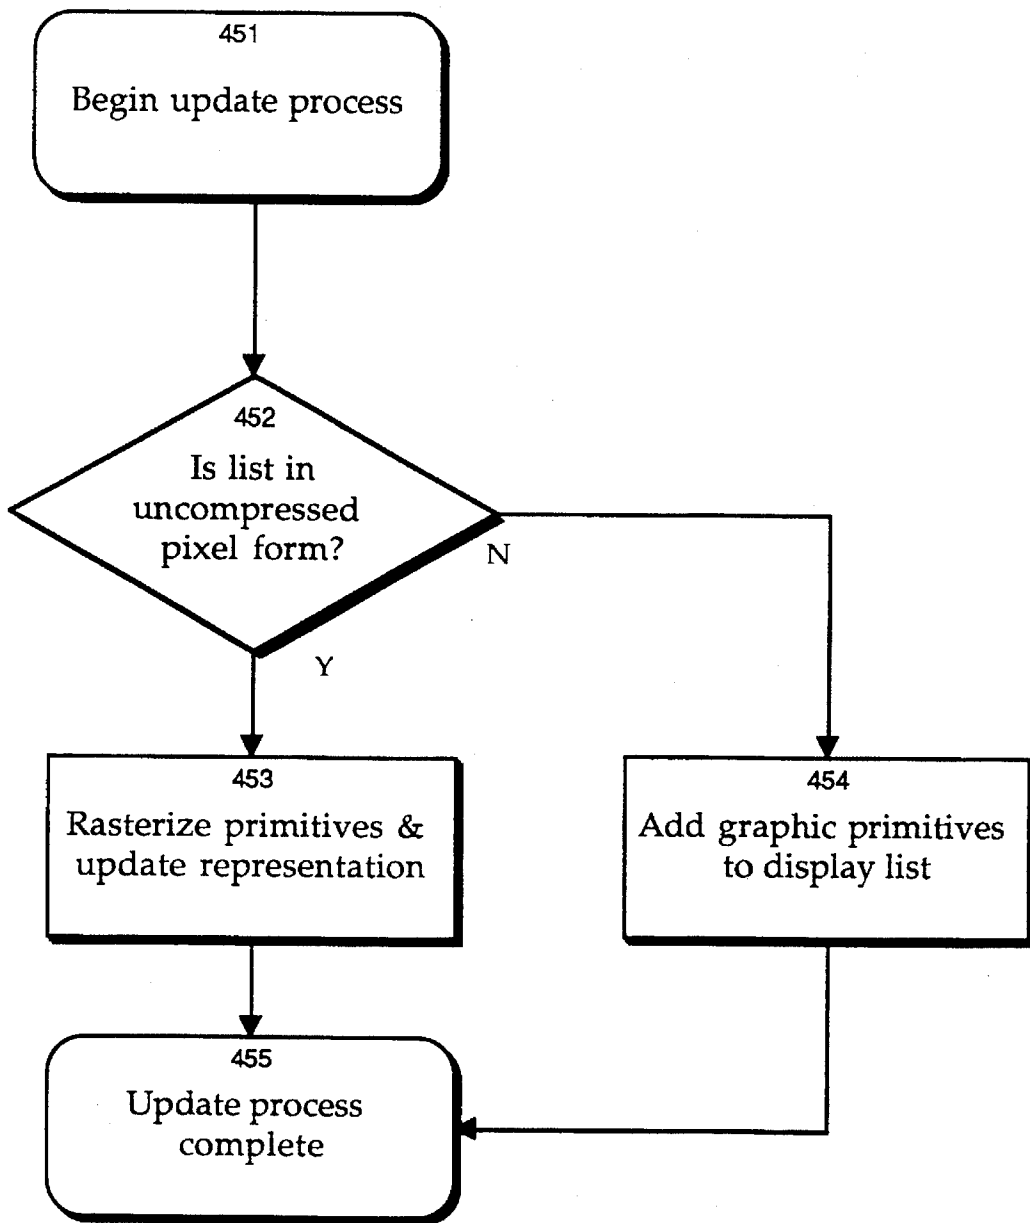 451
Begin update process
452
Is list in
uncompressed
pixel form?
N
Y
453
Rasterize primitives &
update representation
454
Add graphic primitives
to display list
455
Update process
complete